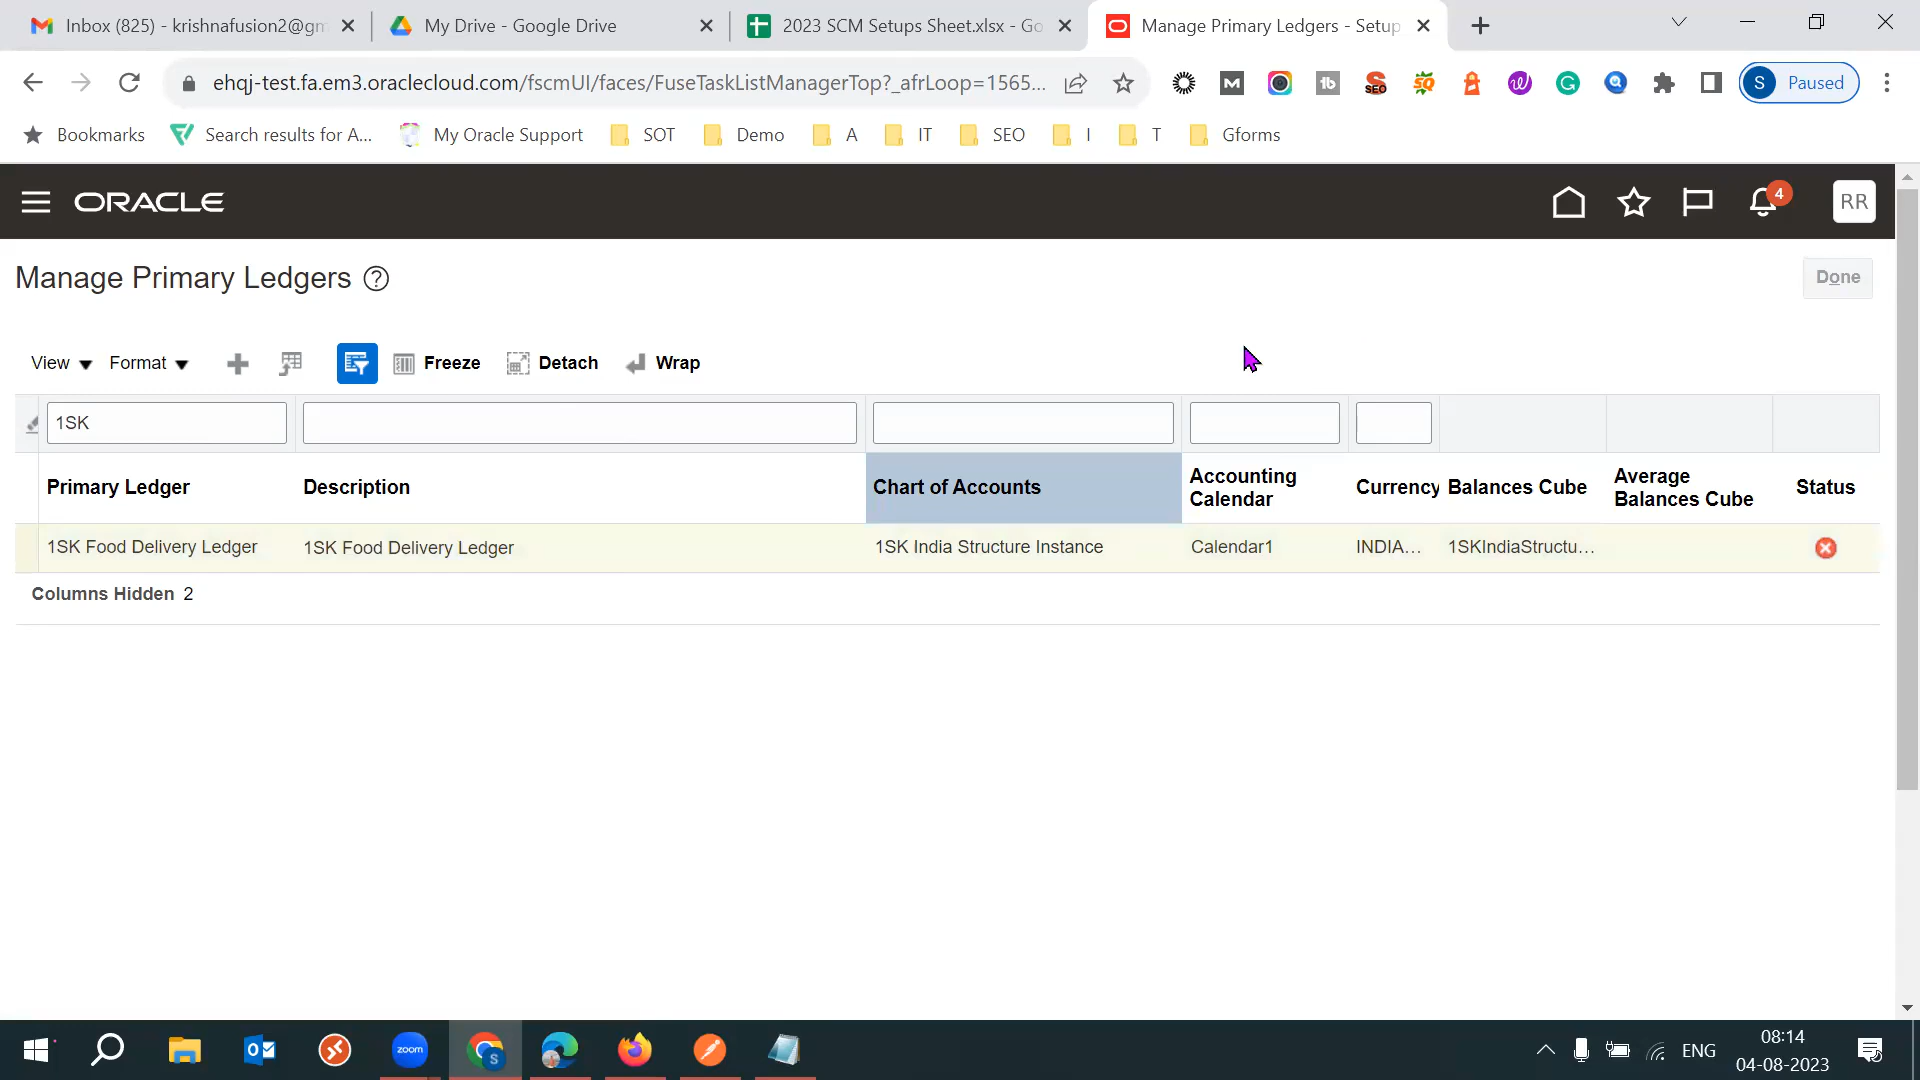 Inbox (825) - krishnafusion2@gm
My Drive - Google Drive
2023 SCM Setups Sheet.xlsx - Go
Manage Primary Ledgers - Setup
ehqj-test.fa.em3.oraclecloud.com/fscmUI/faces/FuseTaskListManagerTop?_afrLoop=1565...
S Paused
Bookmarks
Search results for A...
My Oracle Support
SOT
Demo
A
IT
SEO
I
T
Gforms
ORACLE
4
RR
Manage Primary Ledgers
Done
View Format Freeze Detach Wrap
1SK
Primary Ledger
Description
Chart of Accounts
Accounting Calendar
Currency
Balances Cube
Average Balances Cube
Status
1SK Food Delivery Ledger
1SK Food Delivery Ledger
1SK India Structure Instance
Calendar1
INDIA...
1SKIndiaStructu...
Columns Hidden 2
zoom
S
ENG
08:14
04-08-2023